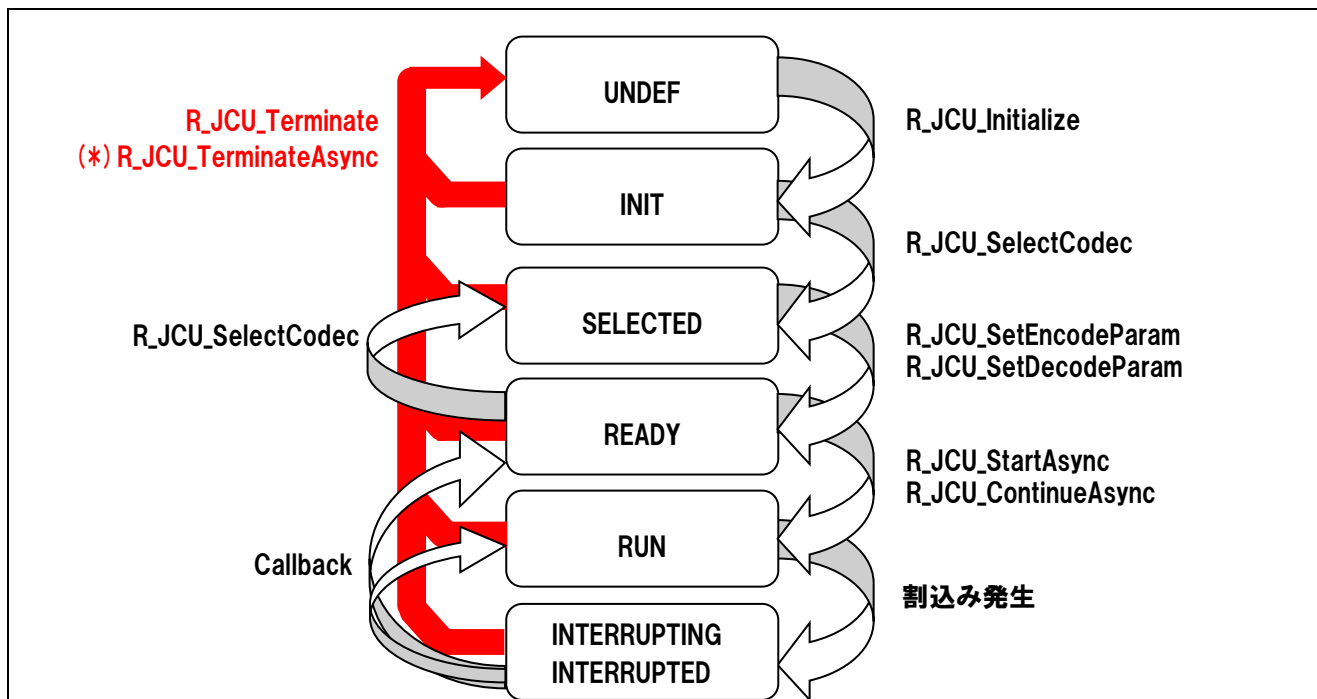 UNDEF
R_JCU_Terminate
(*)R_JCU_TerminateAsync
R_JCU_Initialize
INIT
R_JCU_SelectCodec
SELECTED
R_JCU_SelectCodec
R_JCU_SetEncodeParam
R_JCU_SetDecodeParam
READY
R_JCU_StartAsync
R_JCU_ContinueAsync
RUN
Callback
割込み発生
INTERRUPTING
INTERRUPTED